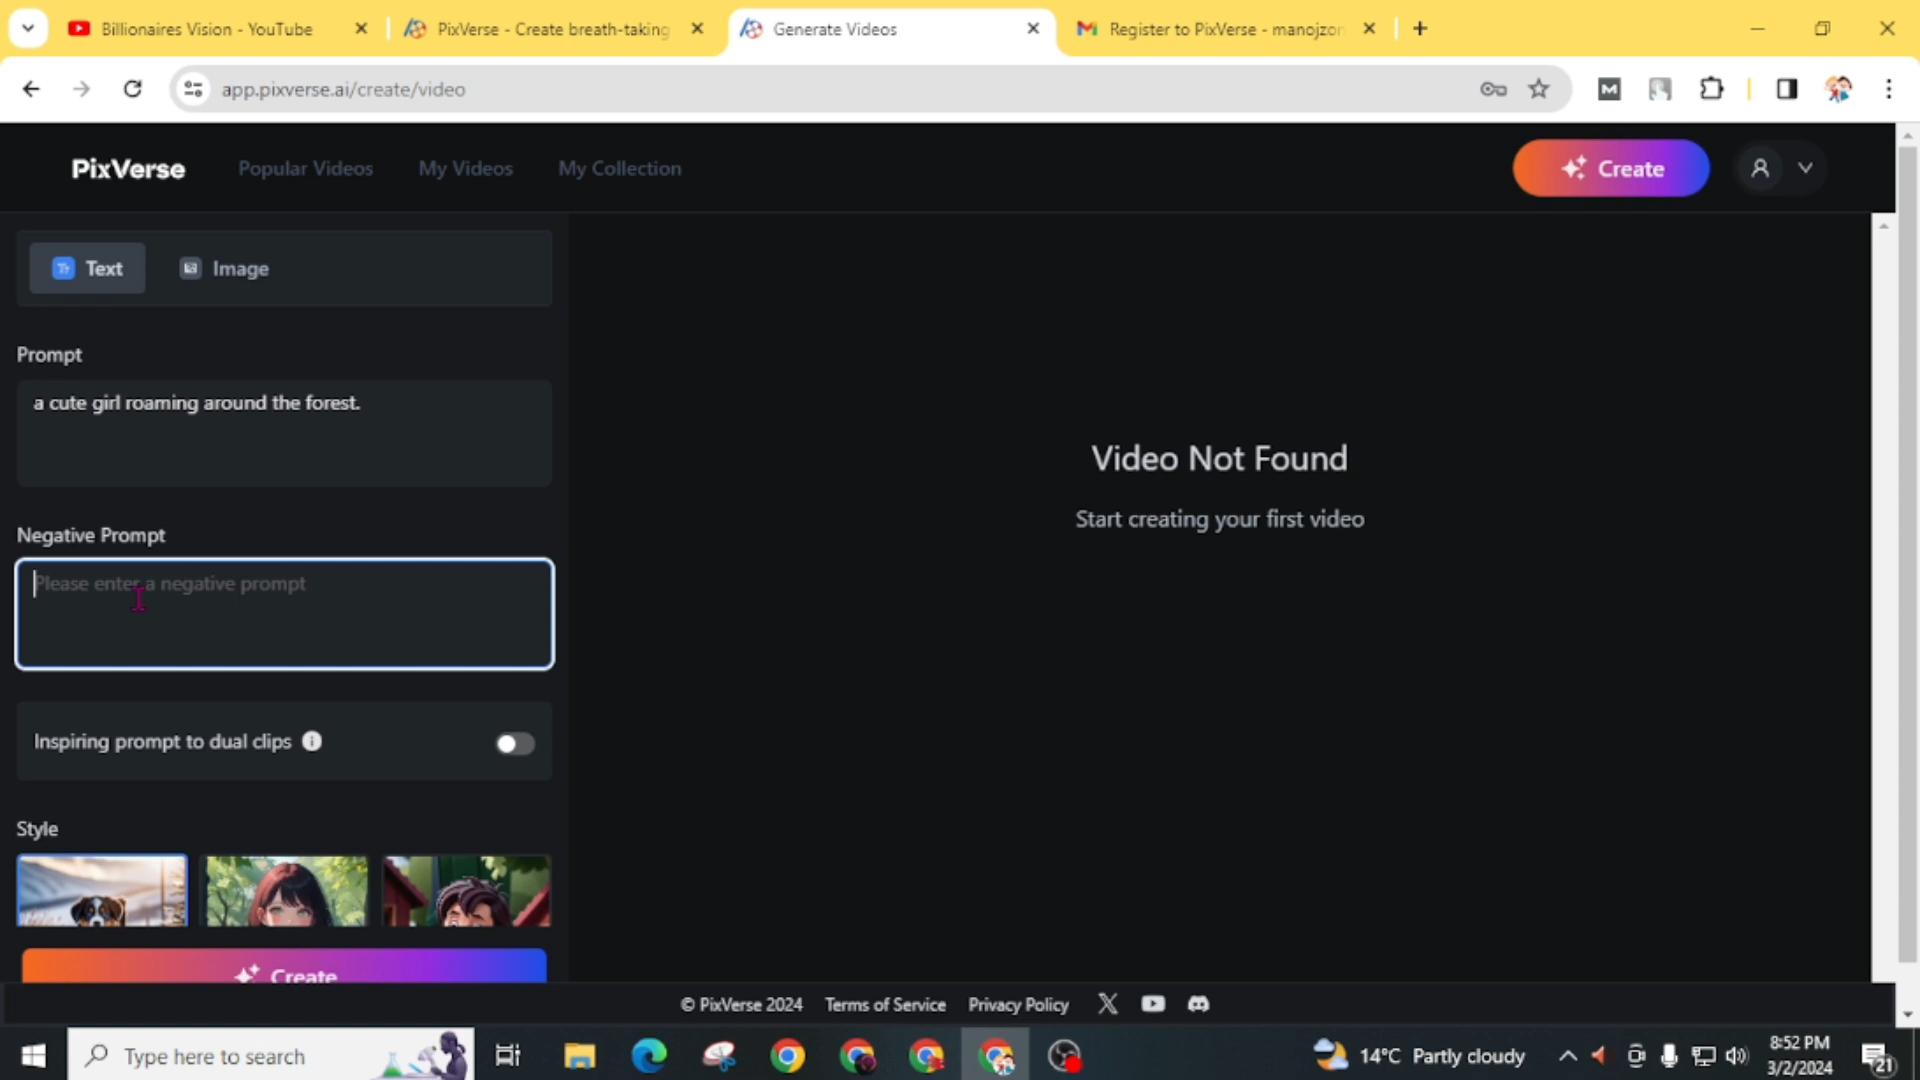 Billionaires Vision - YouTube
PixVerse - Create breath-taking
Generate Videos
Register to PixVerse - manojzon
app.pixverse.ai/create/video
PixVerse
Popular Videos
My Videos
My Collection
Create
Text
Image
Prompt
a cute girl roaming around the forest.
Negative Prompt
Please enter a negative prompt
Inspiring prompt to dual clips
Style
Create
Video Not Found
Start creating your first video
© PixVerse 2024
Terms of Service
Privacy Policy
Type here to search
14°C Partly cloudy
8:52 PM
3/2/2024
21